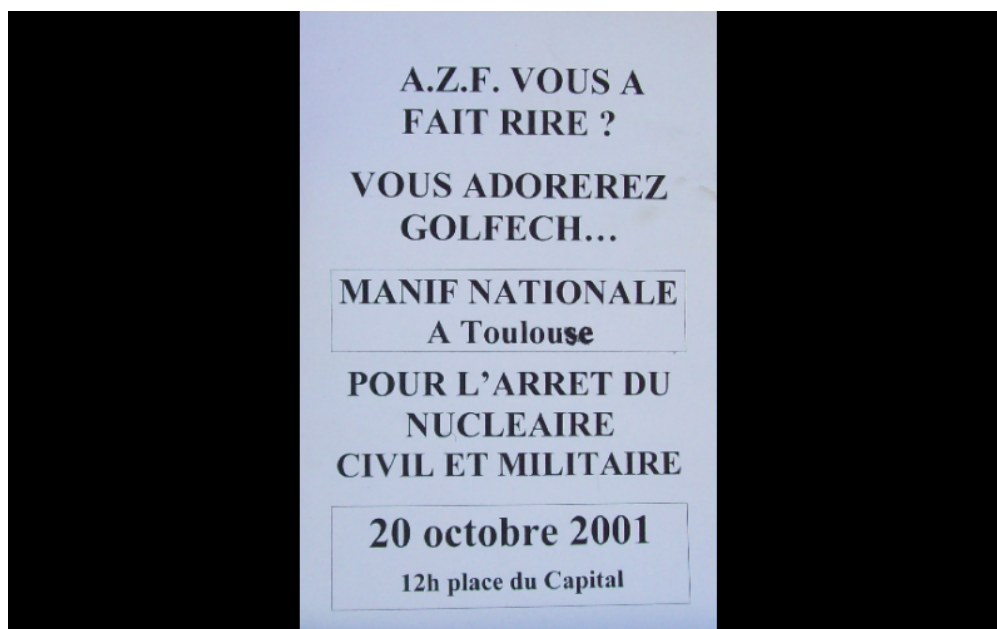 A.Z.F. VOUS A
FAIT RIRE ?
VOUS ADOREREZ
GOLFECH...
MANIF NATIONALE
A Toulouse
POUR L'ARRET DU
NUCLEAIRE
CIVIL ET MILITAIRE
20 octobre 2001
12h place du Capital